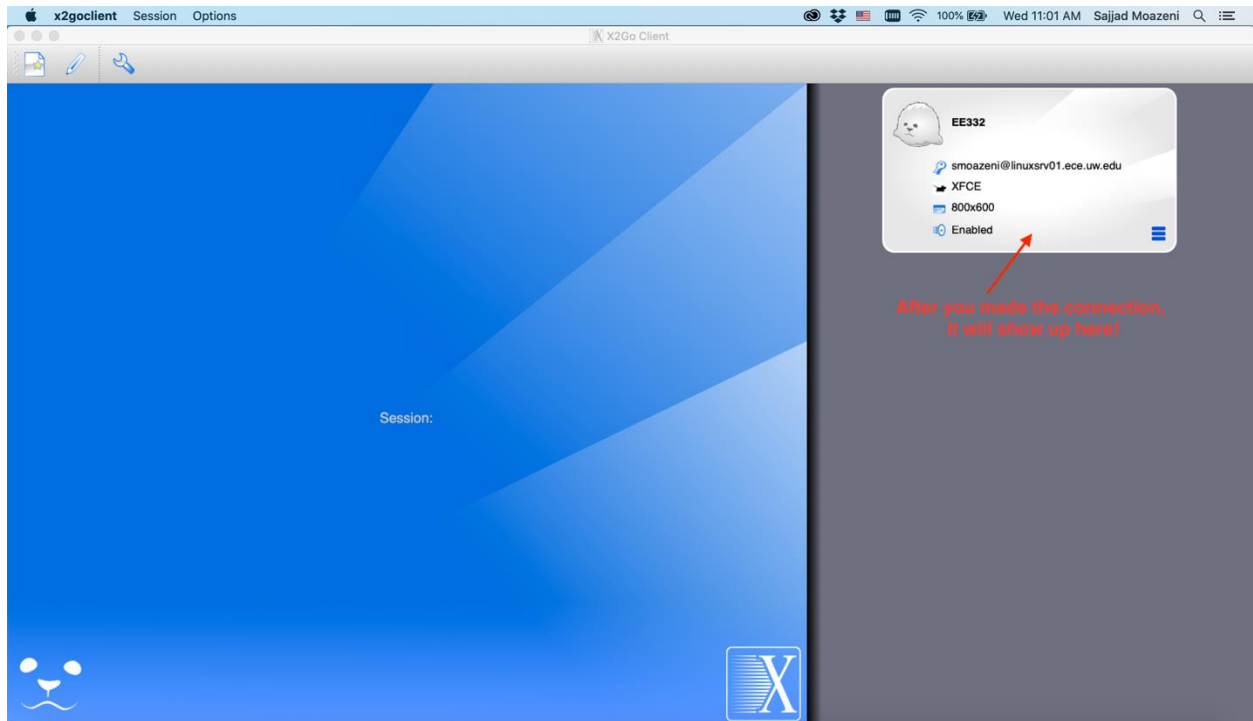 x2goclient Session Options 100% Wed 11:01 AM Sajjad Moazeni
X2Go Client
EE332
smoazeni@linuxsrv01.ece.uw.edu
XFCE
800x600
Enabled
After you made the connection,
it will show up here!
Session:
X